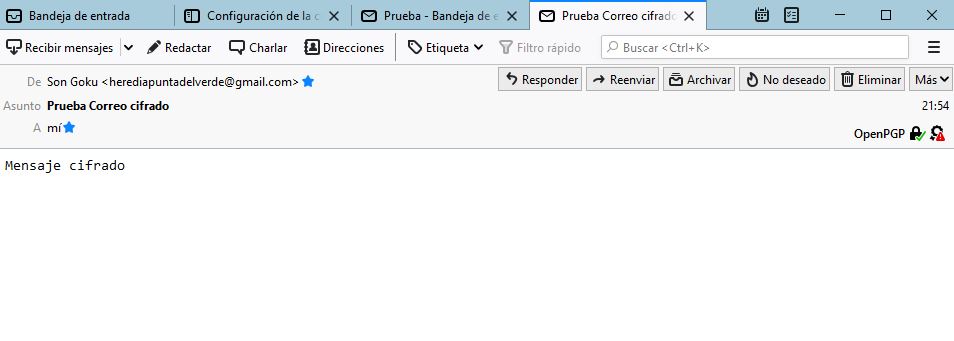 Bandeja de entrada Configuración de la c Prueba - Bandeja de e Prueba Correo cifrado
Recibir mensajes Redactar Charlar Direcciones Etiqueta Filtro rápido Buscar <Ctrl+K>
De Son Goku <herediapuntadelverde@gmail.com> Responder Reenviar Archivar No deseado Eliminar Más
Asunto Prueba Correo cifrado 21:54
A mí OpenPGP
Mensaje cifrado